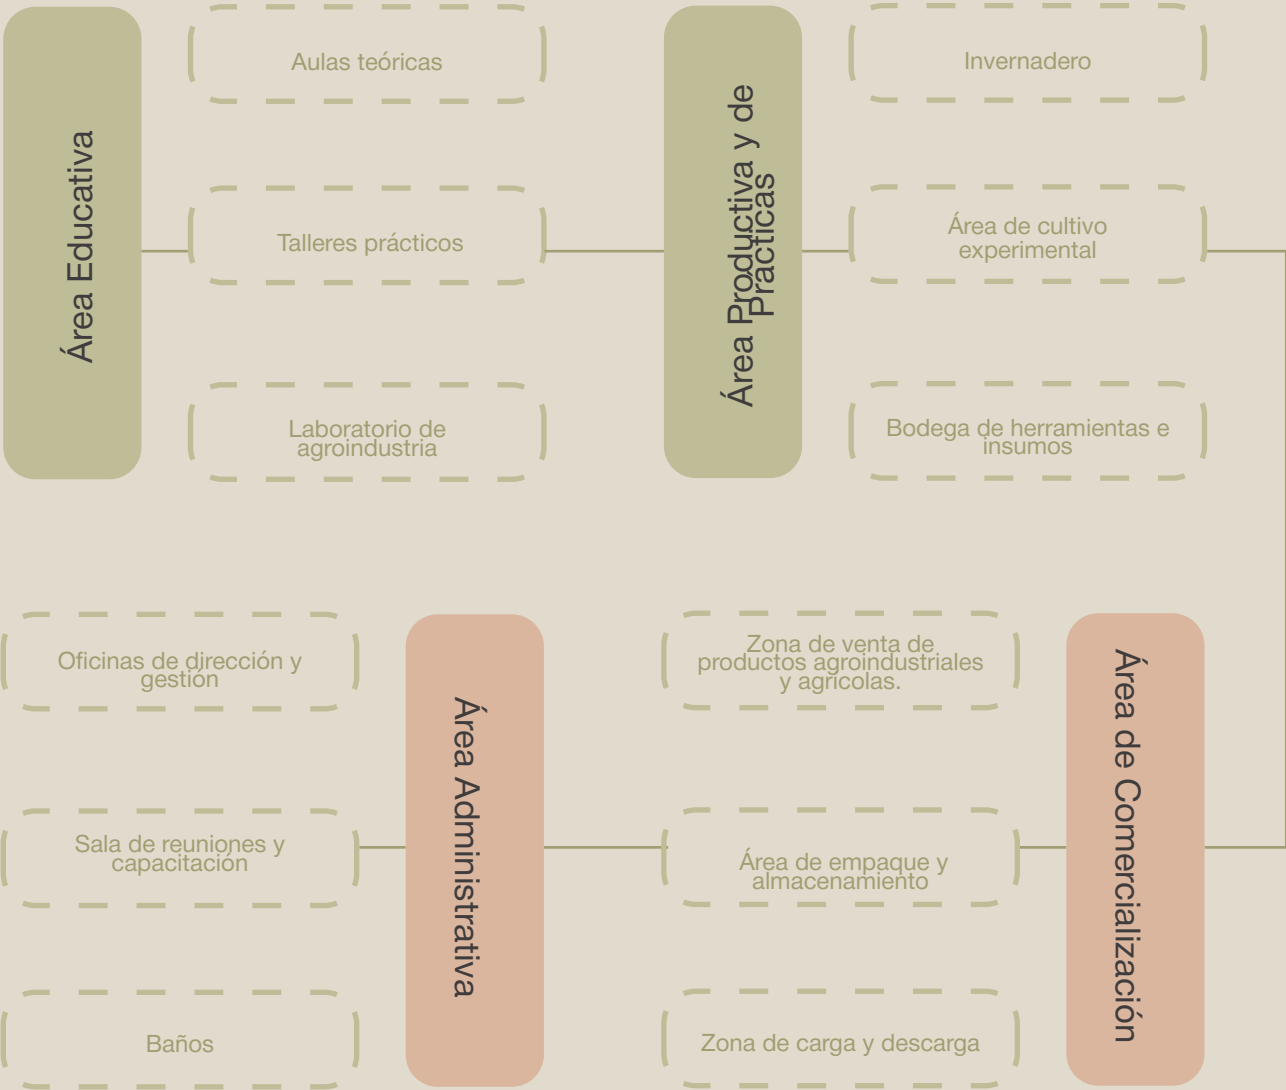 Área Educativa
Aulas teóricas
Talleres prácticos
Laboratorio de
agroindustria
Área Productiva y de
Prácticas
Invernadero
Área de cultivo
experimental
Bodega de herramientas e
insumos
Oficinas de dirección y
gestión
Sala de reuniones y
capacitación
Baños
Área Administrativa
Zona de venta de
productos agroindustriales
y agrícolas.
Área de empaque y
almacenamiento
Zona de carga y descarga
Área de Comercialización